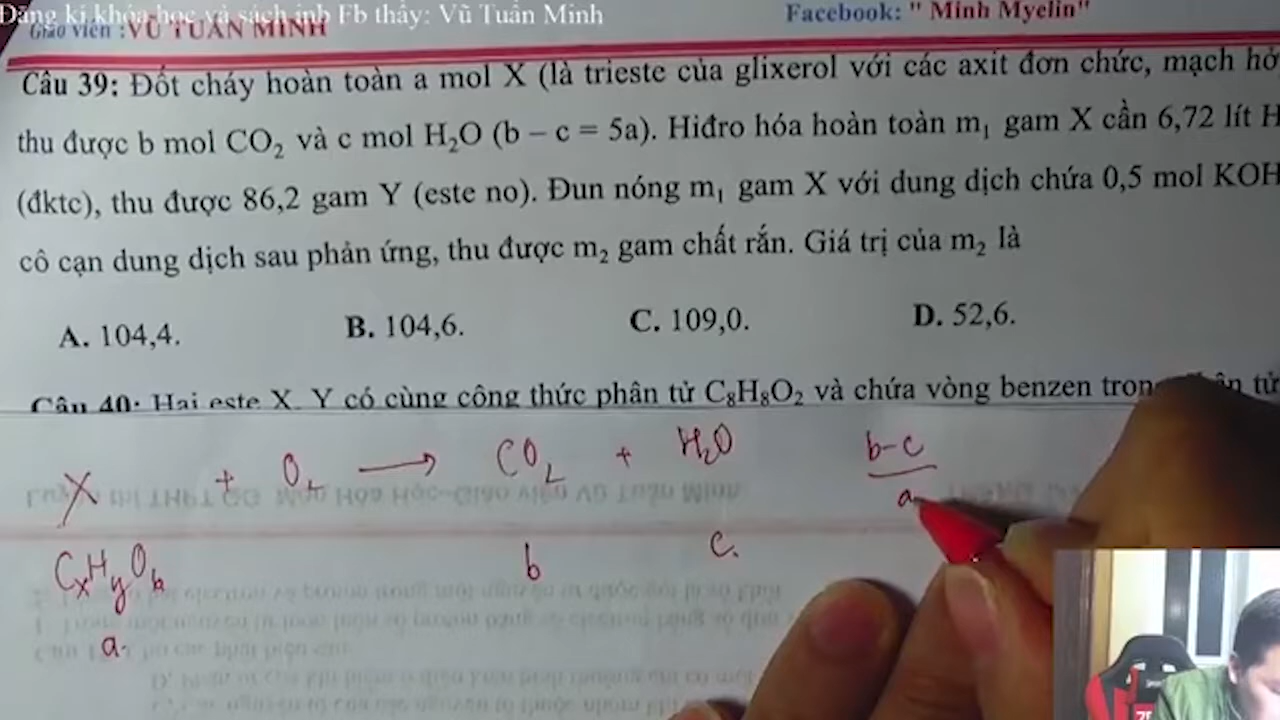 Đăng kí khóa học và sách inb Fb thầy: Vũ Tuấn Minh
Giáo viên :VŨ TUẤN MINH
Facebook: " Minh Myelin"
Câu 39: Đốt cháy hoàn toàn a mol X (là trieste của glixerol với các axit đơn chức, mạch hở
thu được b mol CO₂ và c mol H₂O (b – c = 5a). Hiđro hóa hoàn toàn m₁ gam X cần 6,72 lít H
(đktc), thu được 86,2 gam Y (este no). Đun nóng m₁ gam X với dung dịch chứa 0,5 mol KOH
cô cạn dung dịch sau phản ứng, thu được m₂ gam chất rắn. Giá trị của m₂ là
A. 104,4. B. 104,6. C. 109,0. D. 52,6.
Câu 40: Hai este X, Y có cùng công thức phân tử C₈H₈O₂ và chứa vòng benzen trong phân tử
X + O₂ → CO₂ + H₂O
b-c
a
CxHyO₆ b c.
a.